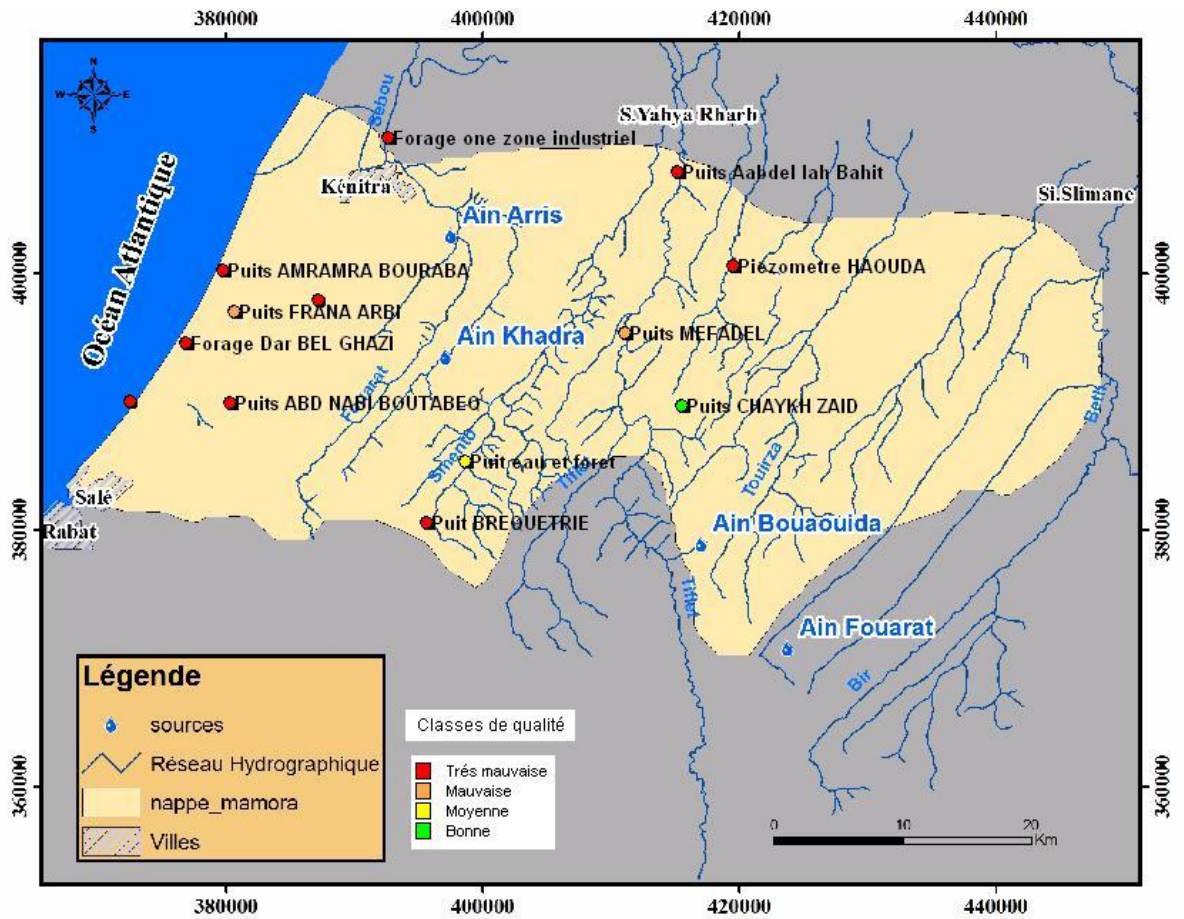 380000
400000
420000
440000
N
W
E
S
Sebou
S.Yahya Rharb
Forage one zone industriel
Kénitra
Puits Aabdel lah Bahit
Si.Slimane
Océan Atlantique
Ain Arris
400000
Puits AMRAMRA BOURABA
Piézometre HAOUDA
400000
Puits FRANA ARBI
Puits MEFADEL
Forage Dar BEL GHAZI
Ain Khadra
Fouarat
Puits ABD NABI BOUTABEQ
Puits CHAYKH ZAID
Beth
Smento
Puit eau et foret
Touirza
Salé
Rabat
380000
Puit BREQUETRIE
Ain Bouaouida
380000
Tiflet
Ain Fouarat
Bir
Légende
sources
Réseau Hydrographique
nappe_mamora
Villes
Classes de qualité
Trés mauvaise
Mauvaise
Moyenne
Bonne
360000
360000
0
10
20
Km
380000
400000
420000
440000